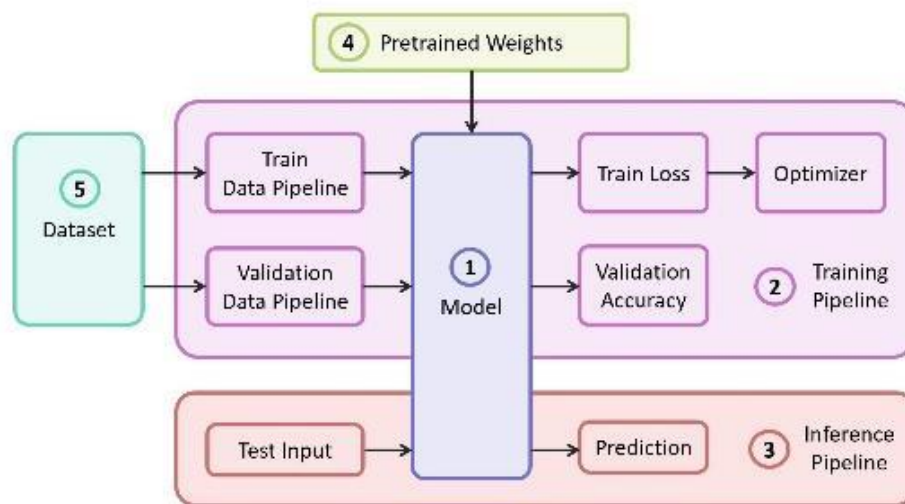 4 Pretrained Weights
Train
Data Pipeline
Train Loss
Optimizer
5
Dataset
1
Model
Validation
Data Pipeline
Validation
Accuracy
2 Training
Pipeline
Test Input
Prediction
3 Inference
Pipeline